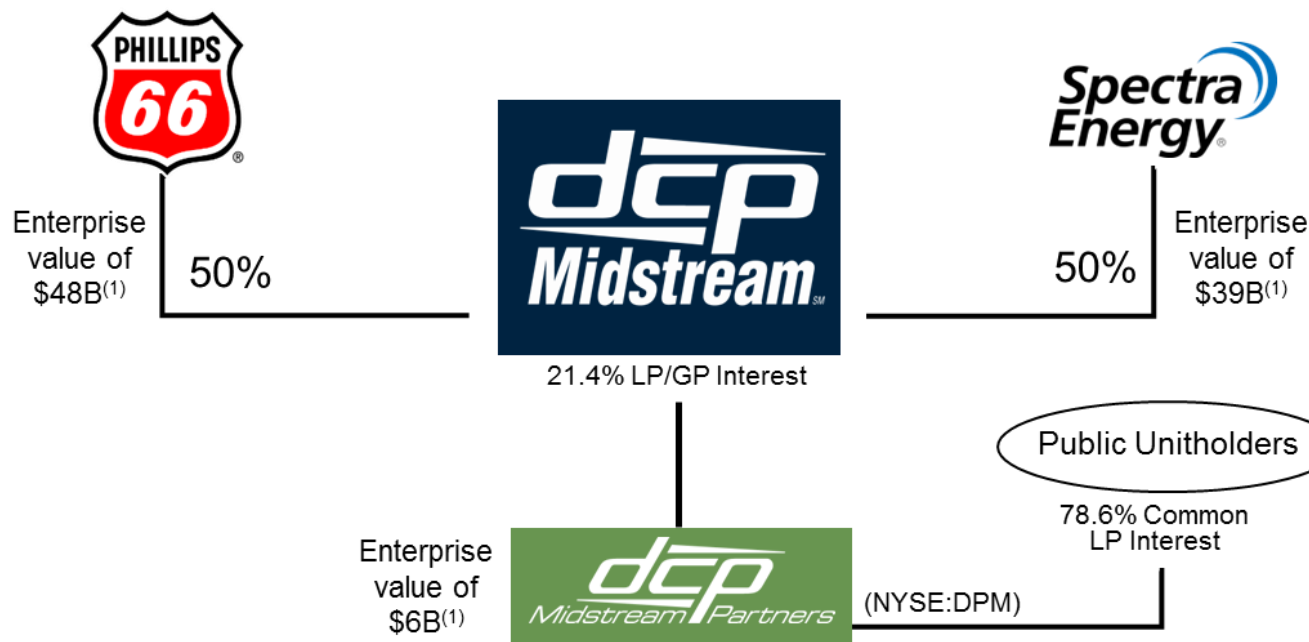 PHILLIPS
66
®
Enterprise
value of
$48B(1)
50%
dcp
Midstream SM
21.4% LP/GP Interest
Spectra
Energy®
50%
Enterprise
value of
$39B(1)
Public Unitholders
78.6% Common
LP Interest
Enterprise
value of
$6B(1)
dcp
Midstream Partners
(NYSE:DPM)